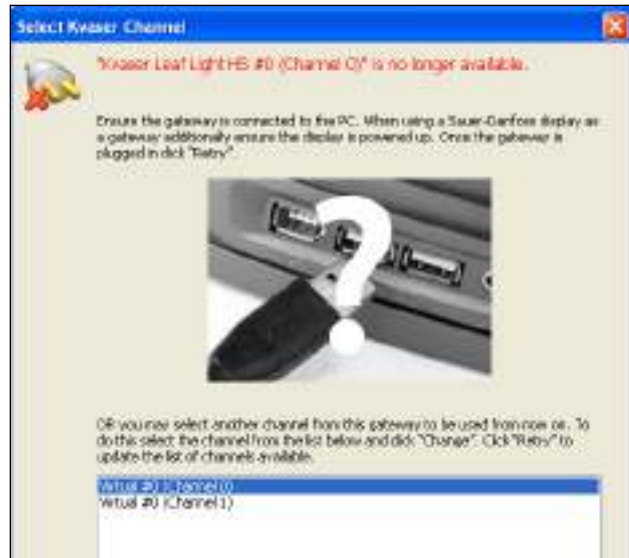 Select Kvaser Channel
"Kvaser Leaf Light HS #0 (Channel 0)" is no longer available.
Ensure the gateway is connected to the PC. When using a Sauer-Danfoss display as
a gateway additionally ensure the display is powered up. Once the gateway is
plugged in click "Retry"
OR you may select another channel from this gateway to be used from now on. To
do this select the channel from the list below and click "Change". Click "Retry" to
update the list of channels available.
Virtual #0 (Channel 0)
Virtual #0 (Channel 1)